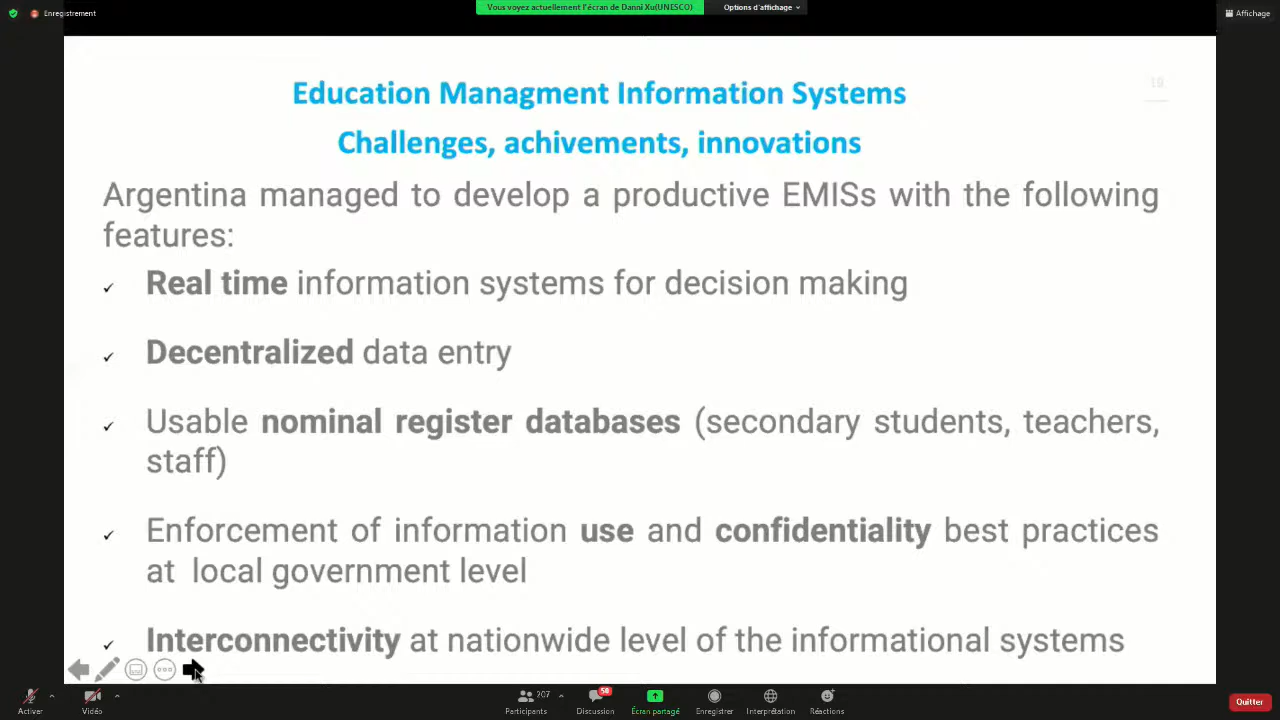 Enregistrement
Vous voyez actuellement l'écran de Danni Xu(UNESCO)
Options d'affichage
Affichage
19
Education Managment Information Systems
Challenges, achivements, innovations
Argentina managed to develop a productive EMISs with the following
features:
✓ Real time information systems for decision making
✓ Decentralized data entry
✓ Usable nominal register databases (secondary students, teachers,
staff)
✓ Enforcement of information use and confidentiality best practices
at local government level
✓ Interconnectivity at nationwide level of the informational systems
Activer
Vidéo
207
Participants
58
Discussion
Écran partagé
Enregistrer
Interprétation
Réactions
Quitter